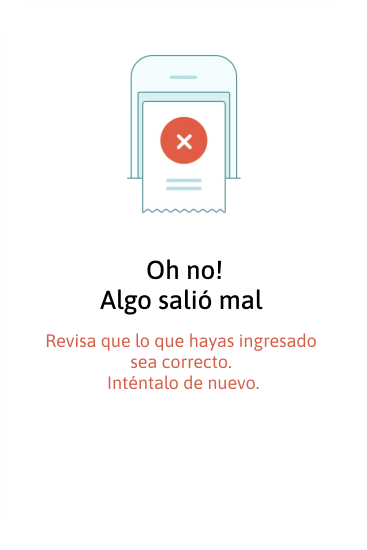 Oh no!
Algo salió mal
Revisa que lo que hayas ingresado
sea correcto.
Inténtalo de nuevo.